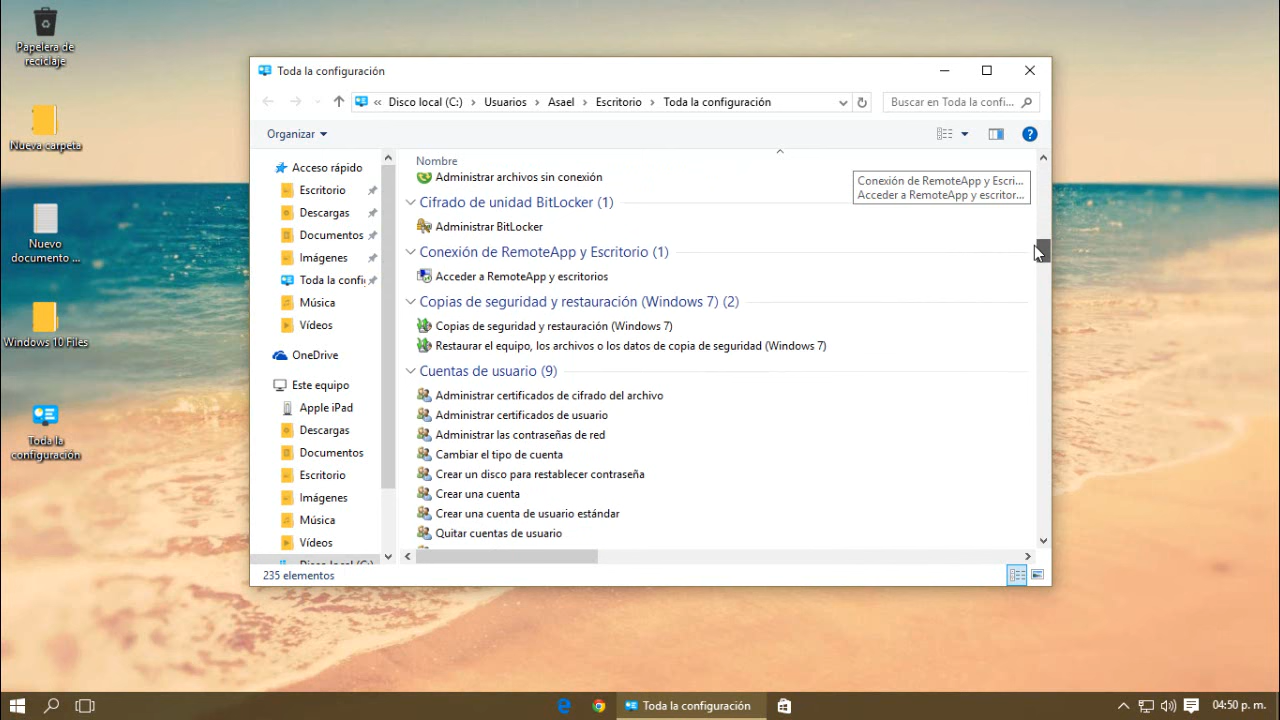 Papelera de
reciclaje
Nueva carpeta
Nuevo
documento ...
Windows 10 Files
Toda la
configuración
Toda la configuración
« Disco local (C:) > Usuarios > Asael > Escritorio > Toda la configuración
Buscar en Toda la confi...
Organizar
Acceso rápido
Escritorio
Descargas
Documentos
Imágenes
Toda la confi
Música
Vídeos
OneDrive
Este equipo
Apple iPad
Descargas
Documentos
Escritorio
Imágenes
Música
Vídeos
Disco local (C:)
Nombre
Administrar archivos sin conexión
Conexión de RemoteApp y Escri...
Acceder a RemoteApp y escritor...
Cifrado de unidad BitLocker (1)
Administrar BitLocker
Conexión de RemoteApp y Escritorio (1)
Acceder a RemoteApp y escritorios
Copias de seguridad y restauración (Windows 7) (2)
Copias de seguridad y restauración (Windows 7)
Restaurar el equipo, los archivos o los datos de copia de seguridad (Windows 7)
Cuentas de usuario (9)
Administrar certificados de cifrado del archivo
Administrar certificados de usuario
Administrar las contraseñas de red
Cambiar el tipo de cuenta
Crear un disco para restablecer contraseña
Crear una cuenta
Crear una cuenta de usuario estándar
Quitar cuentas de usuario
235 elementos
Toda la configuración
04:50 p. m.